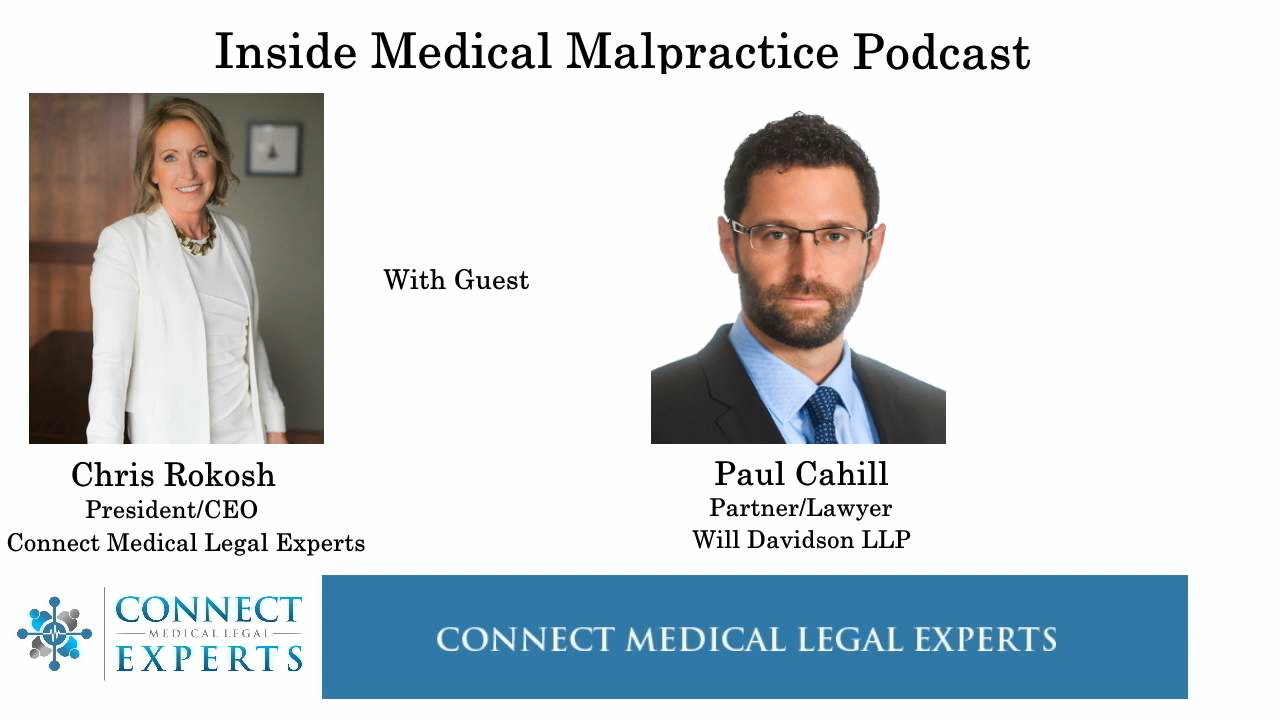 Inside Medical Malpractice Podcast
With Guest
Chris Rokosh
President/CEO
Connect Medical Legal Experts
Paul Cahill
Partner/Lawyer
Will Davidson LLP
CONNECT
MEDICAL LEGAL
EXPERTS
CONNECT MEDICAL LEGAL EXPERTS